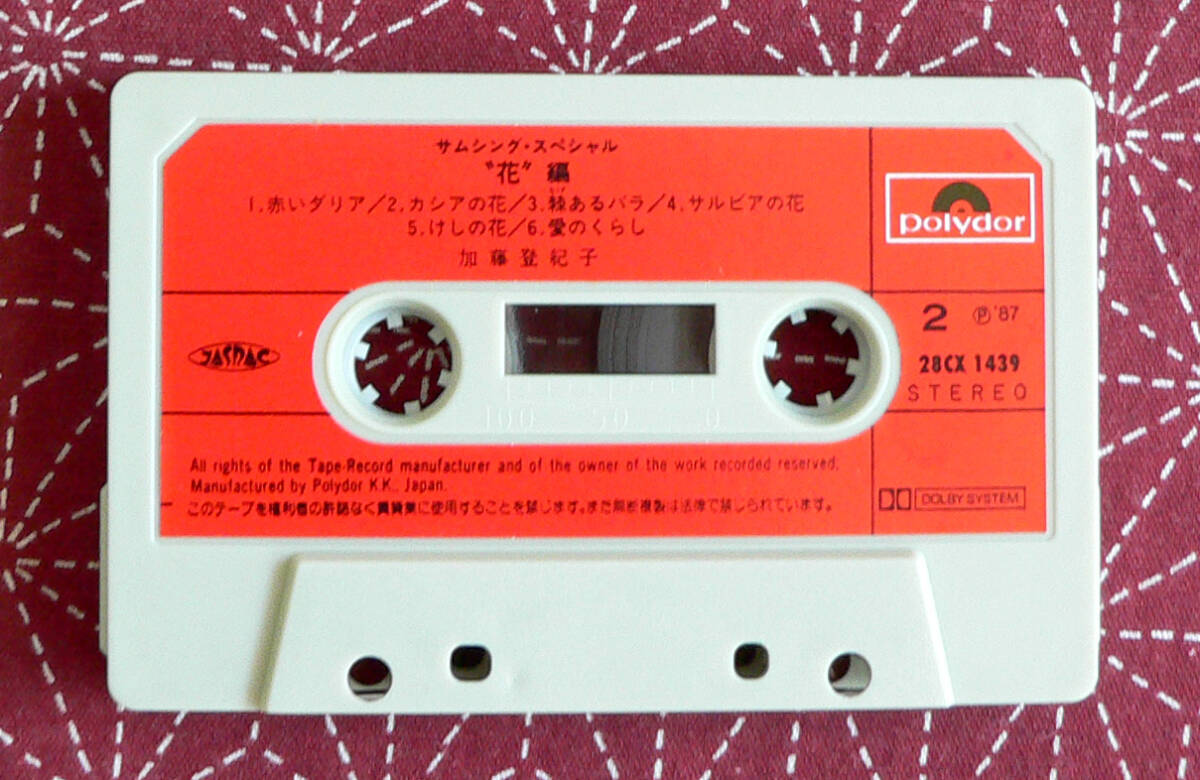 サムシング・スペシャル
"花"編
1.赤いダリア/2.カシアの花/3.棘あるバラ/4.サルビアの花
5.けしの花/6.愛のくらし
加藤登紀子
polydor
2 Ⓟ'87
JASRAC
28CX 1439
STEREO
100 50 0
All rights of the Tape-Record manufacturer and of the owner of the work recorded reserved.
Manufactured by Polydor K.K., Japan.
このテープを権利者の許諾なく賃貸業に使用することを禁じます。また無断複製は法律で禁じられています。
DOLBY SYSTEM